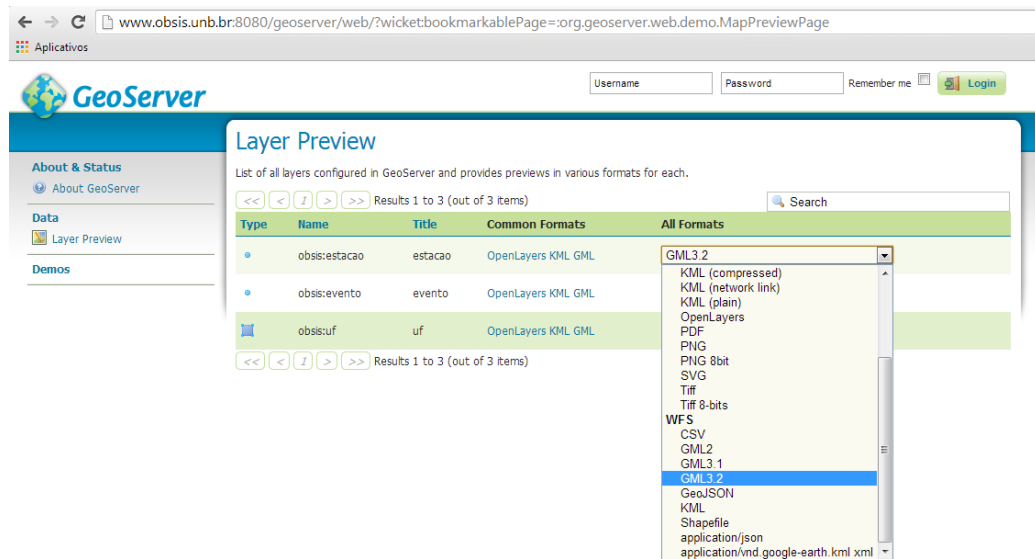 www.obsis.unb.br:8080/geoserver/web/?wicket:bookmarkablePage=:org.geoserver.web.demo.MapPreviewPage
Aplicativos
GeoServer
Username
Password
Remember me
Login
Layer Preview
About & Status
About GeoServer
Data
Layer Preview
Demos
List of all layers configured in GeoServer and provides previews in various formats for each.
<< < 1 > >> Results 1 to 3 (out of 3 items)
Search
Type Name Title Common Formats All Formats
obsis:estacao estacao OpenLayers KML GML GML3.2
obsis:evento evento OpenLayers KML GML
obsis:uf uf OpenLayers KML GML
<< < 1 > >> Results 1 to 3 (out of 3 items)
KML (compressed)
KML (network link)
KML (plain)
OpenLayers
PDF
PNG
PNG 8bit
SVG
Tiff
Tiff 8-bits
WFS
CSV
GML2
GML3.1
GML3.2
GeoJSON
KML
Shapefile
application/json
application/vnd.google-earth.kml xml